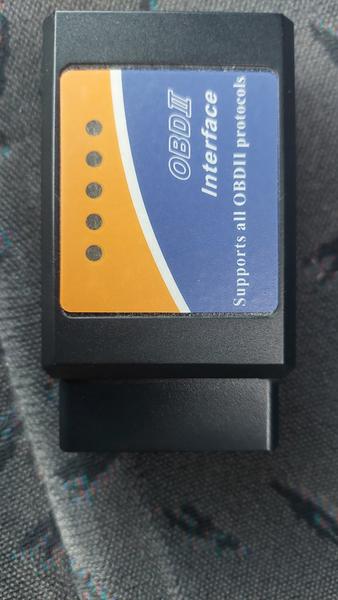 OBDII
Interface
Supports all OBDII protocols